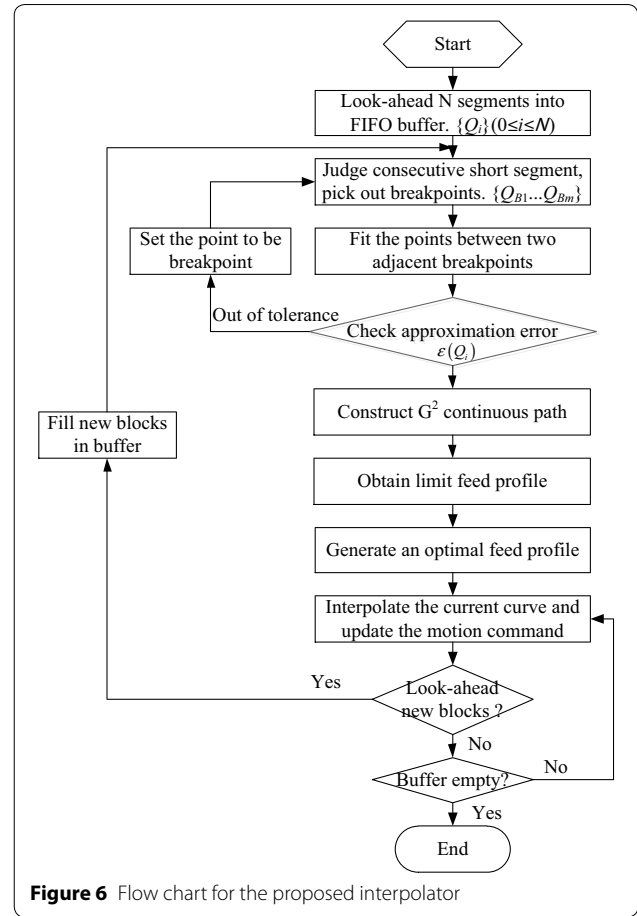 Start
Look-ahead N segments into
FIFO buffer. {Qi}(0≤i≤N)
Judge consecutive short segment,
pick out breakpoints. {QB1...QBm}
Set the point to be
breakpoint
Fit the points between two
adjacent breakpoints
Out of tolerance
Check approximation error
ε(Qi)
Fill new blocks
in buffer
Construct G² continuous path
Obtain limit feed profile
Generate an optimal feed profile
Interpolate the current curve and
update the motion command
Yes
Look-ahead
new blocks ?
No
Buffer empty?
No
Yes
End
Figure 6 Flow chart for the proposed interpolator